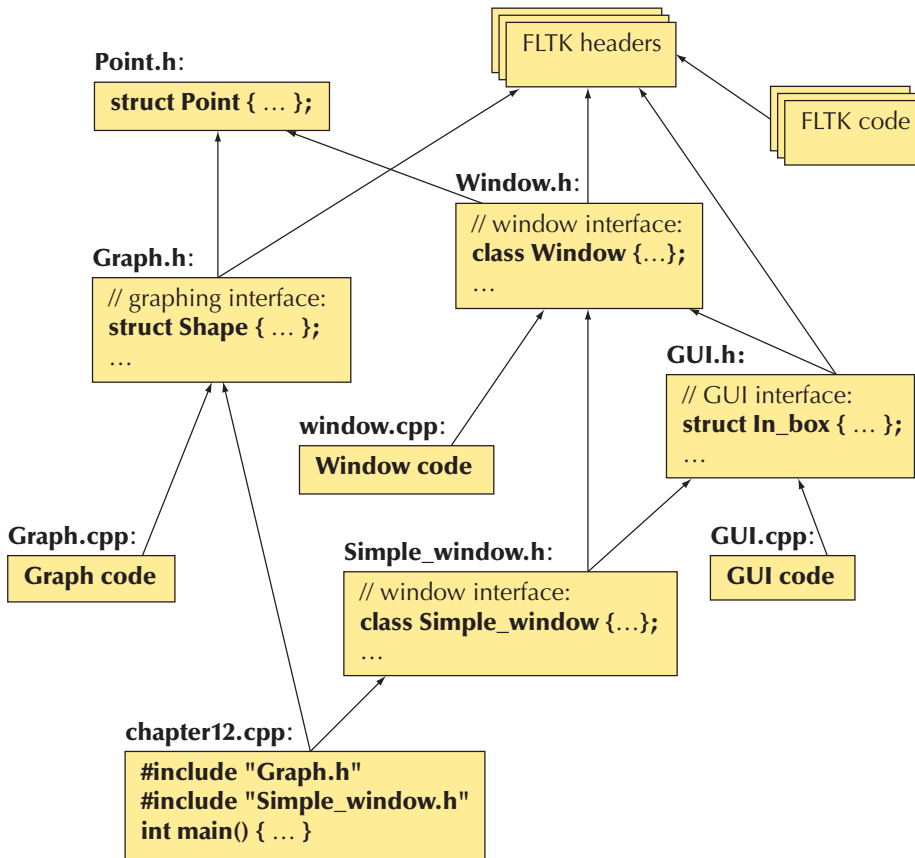 FLTK headers
Point.h:
struct Point { … };
FLTK code
Window.h:
// window interface:
class Window {…};
…
Graph.h:
// graphing interface:
struct Shape { … };
…
GUI.h:
// GUI interface:
struct In_box { … };
…
window.cpp:
Window code
Graph.cpp:
Graph code
Simple_window.h:
// window interface:
class Simple_window {…};
…
GUI.cpp:
GUI code
chapter12.cpp:
#include "Graph.h"
#include "Simple_window.h"
int main() { … }